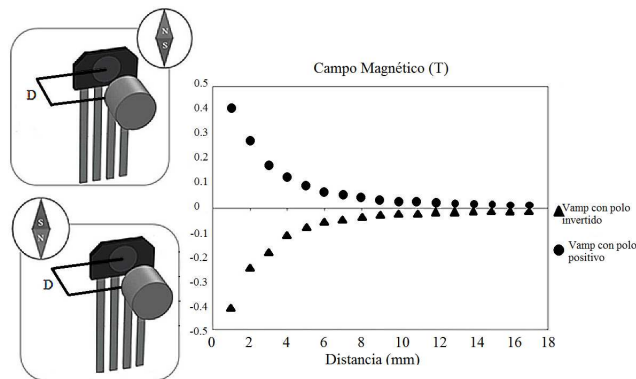 N
S
D
S
N
D
Campo Magnético (T)
0.5
0.4
0.3
0.2
0.1
0
-0.1
-0.2
-0.3
-0.4
-0.5
0 2 4 6 8 10 12 14 16 18
Distancia (mm)
Vamp con polo
invertido
Vamp con polo
positivo